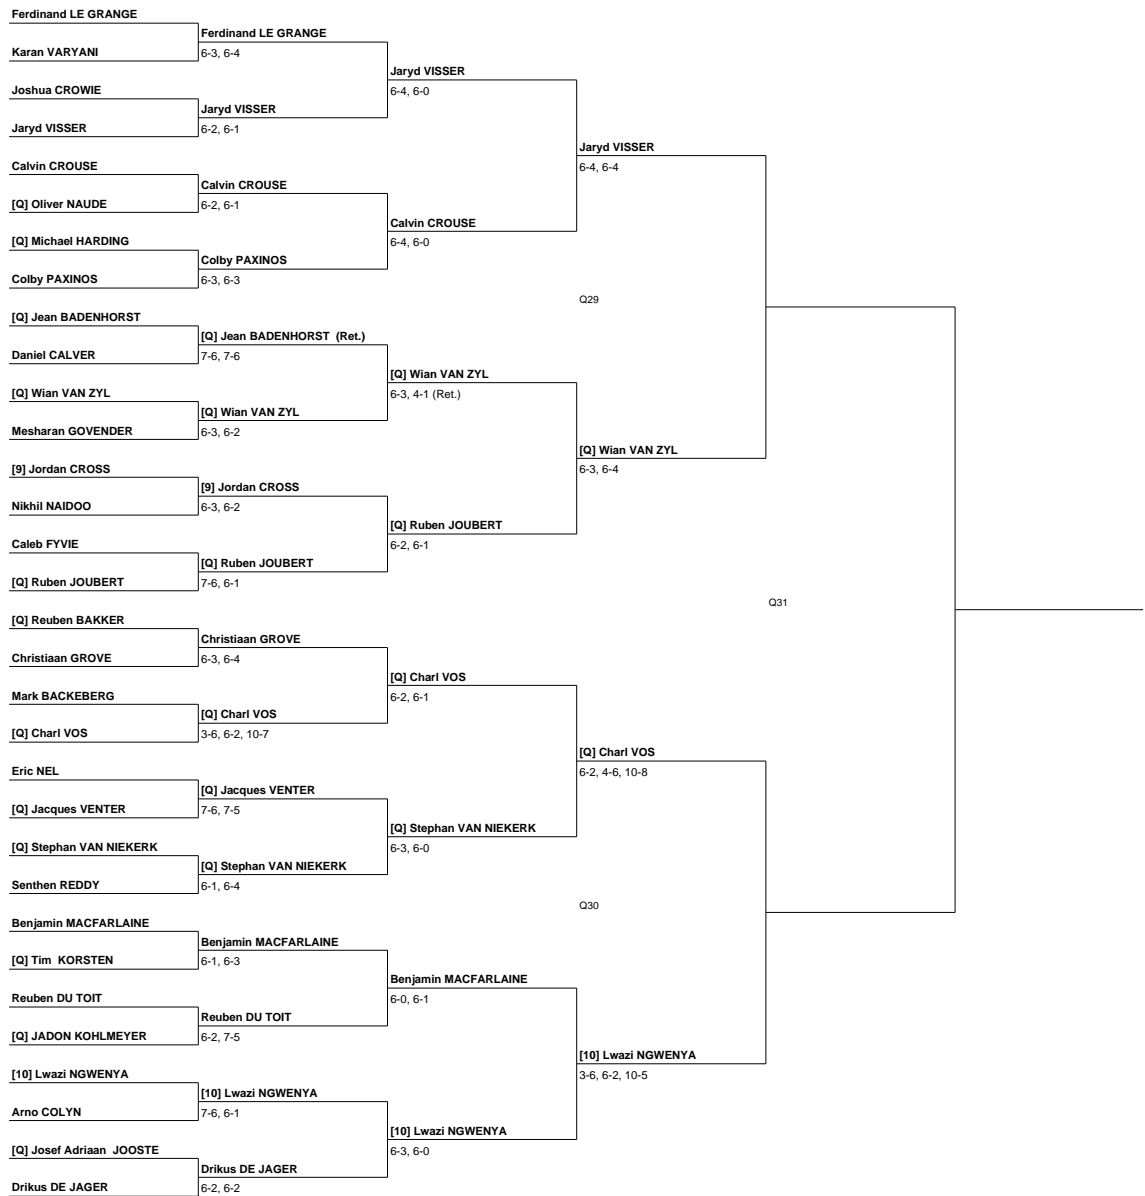 Ferdinand LE GRANGE
Ferdinand LE GRANGE
Karan VARYANI
6-3, 6-4
Jaryd VISSER
Joshua CROWIE
6-4, 6-0
Jaryd VISSER
Jaryd VISSER
6-2, 6-1
Jaryd VISSER
Calvin CROUSE
6-4, 6-4
Calvin CROUSE
[Q] Oliver NAUDE
6-2, 6-1
Calvin CROUSE
[Q] Michael HARDING
6-4, 6-0
Colby PAXINOS
Colby PAXINOS
6-3, 6-3
Q29
[Q] Jean BADENHORST
[Q] Jean BADENHORST (Ret.)
Daniel CALVER
7-6, 7-6
[Q] Wian VAN ZYL
[Q] Wian VAN ZYL
6-3, 4-1 (Ret.)
[Q] Wian VAN ZYL
Mesharan GOVENDER
6-3, 6-2
[Q] Wian VAN ZYL
[9] Jordan CROSS
6-3, 6-4
[9] Jordan CROSS
Nikhil NAIDOO
6-3, 6-2
[Q] Ruben JOUBERT
Caleb FYVIE
6-2, 6-1
[Q] Ruben JOUBERT
[Q] Ruben JOUBERT
7-6, 6-1
Q31
[Q] Reuben BAKKER
Christiaan GROVE
Christiaan GROVE
6-3, 6-4
[Q] Charl VOS
Mark BACKEBERG
6-2, 6-1
[Q] Charl VOS
[Q] Charl VOS
3-6, 6-2, 10-7
[Q] Charl VOS
Eric NEL
6-2, 4-6, 10-8
[Q] Jacques VENTER
[Q] Jacques VENTER
7-6, 7-5
[Q] Stephan VAN NIEKERK
[Q] Stephan VAN NIEKERK
6-3, 6-0
[Q] Stephan VAN NIEKERK
Senthen REDDY
6-1, 6-4
Q30
Benjamin MACFARLAINE
Benjamin MACFARLAINE
[Q] Tim KORSTEN
6-1, 6-3
Benjamin MACFARLAINE
Reuben DU TOIT
6-0, 6-1
Reuben DU TOIT
[Q] JADON KOHLMEYER
6-2, 7-5
[10] Lwazi NGWENYA
[10] Lwazi NGWENYA
3-6, 6-2, 10-5
[10] Lwazi NGWENYA
Arno COLYN
7-6, 6-1
[10] Lwazi NGWENYA
[Q] Josef Adriaan JOOSTE
6-3, 6-0
Drikus DE JAGER
Drikus DE JAGER
6-2, 6-2